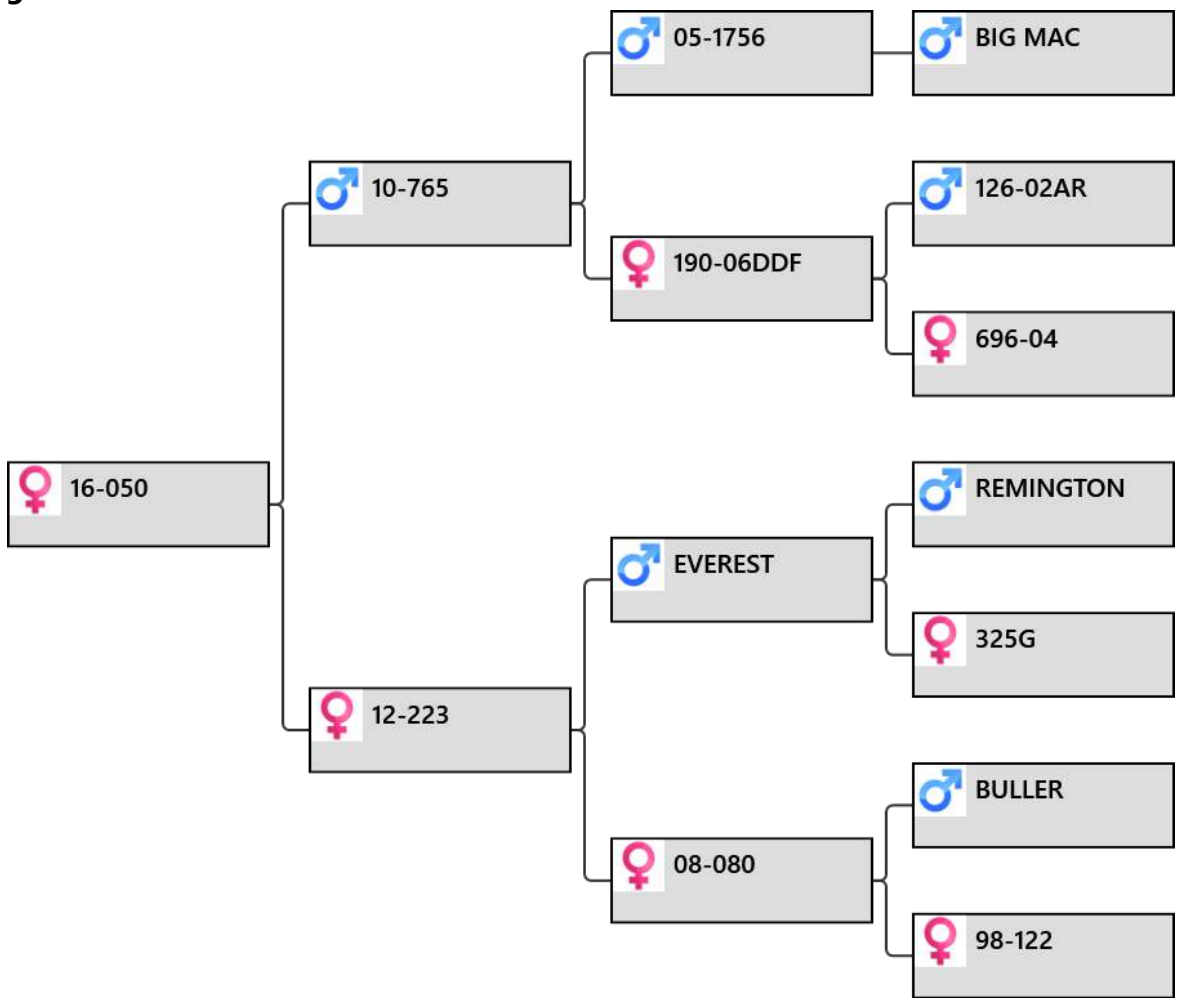 05-1756
BIG MAC
10-765
126-02AR
190-06DDF
696-04
16-050
REMINGTON
EVEREST
325G
12-223
BULLER
08-080
98-122